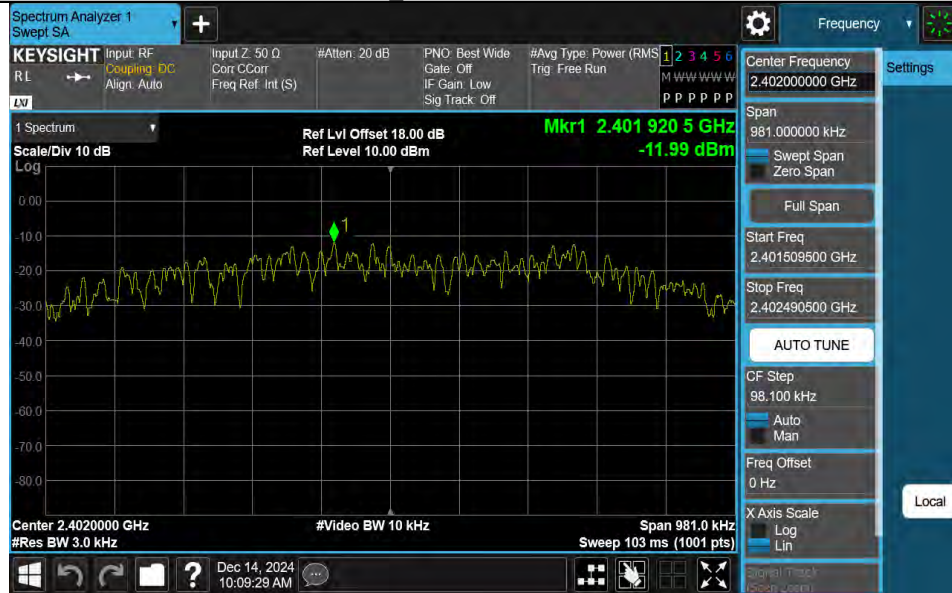 Spectrum Analyzer 1
Swept SA
Frequency
KEYSIGHT
RL
LXI
Input: RF
Coupling: DC
Align: Auto
Input Z: 50 Ω
Corr CCorr
Freq Ref: Int (S)
#Atten: 20 dB
PNO: Best Wide
Gate: Off
IF Gain: Low
Sig Track: Off
#Avg Type: Power (RMS
Trig: Free Run
1 2 3 4 5 6
M W W W W W
P P P P P P
Center Frequency
2.402000000 GHz
Settings
1 Spectrum
Scale/Div 10 dB
Ref Lvl Offset 18.00 dB
Ref Level 10.00 dBm
Mkr1 2.401 920 5 GHz
-11.99 dBm
Log
0.00
-10.0
-20.0
-30.0
-40.0
-50.0
-60.0
-70.0
-80.0
1
Center 2.4020000 GHz
#Res BW 3.0 kHz
#Video BW 10 kHz
Span 981.0 kHz
Sweep 103 ms (1001 pts)
Span
981.000000 kHz
Swept Span
Zero Span
Full Span
Start Freq
2.401509500 GHz
Stop Freq
2.402490500 GHz
AUTO TUNE
CF Step
98.100 kHz
Auto
Man
Freq Offset
0 Hz
X Axis Scale
Log
Lin
Signal Track
(Span Zoom)
Local
?
Dec 14, 2024
10:09:29 AM